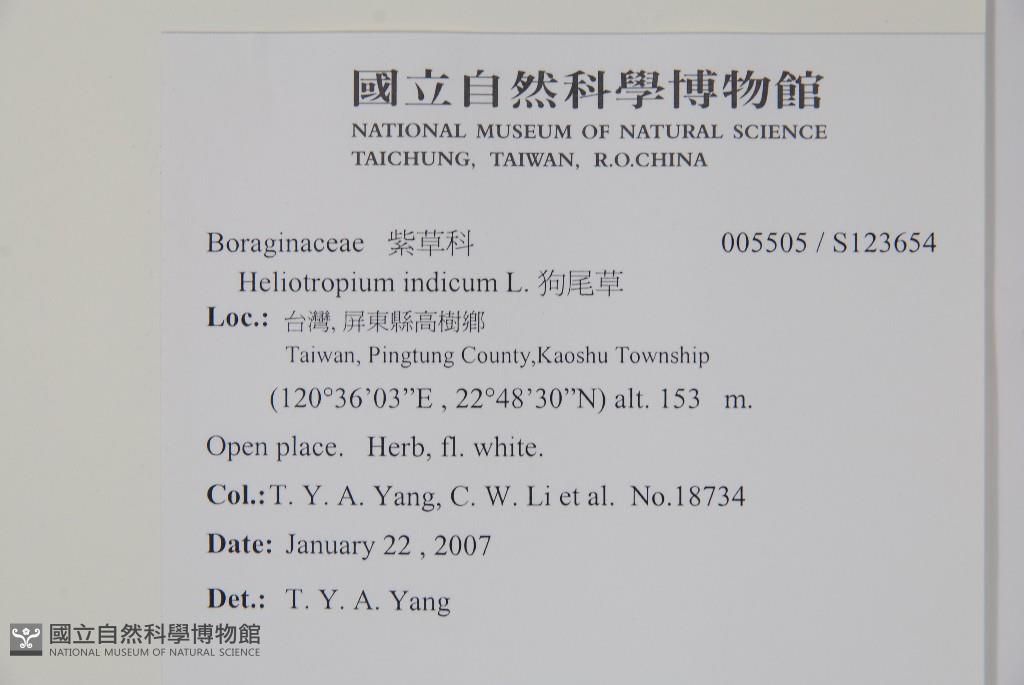 國立自然科學博物館
NATIONAL MUSEUM OF NATURAL SCIENCE
TAICHUNG, TAIWAN, R.O.CHINA
Boraginaceae 紫草科 005505 / S123654
Heliotropium indicum L. 狗尾草
Loc.: 台灣, 屏東縣高樹鄉
Taiwan, Pingtung County,Kaoshu Township
(120°36’03”E , 22°48’30”N) alt. 153 m.
Open place. Herb, fl. white.
Col.: T. Y. A. Yang, C. W. Li et al. No.18734
Date: January 22 , 2007
Det.: T. Y. A. Yang
國立自然科學博物館
NATIONAL MUSEUM OF NATURAL SCIENCE